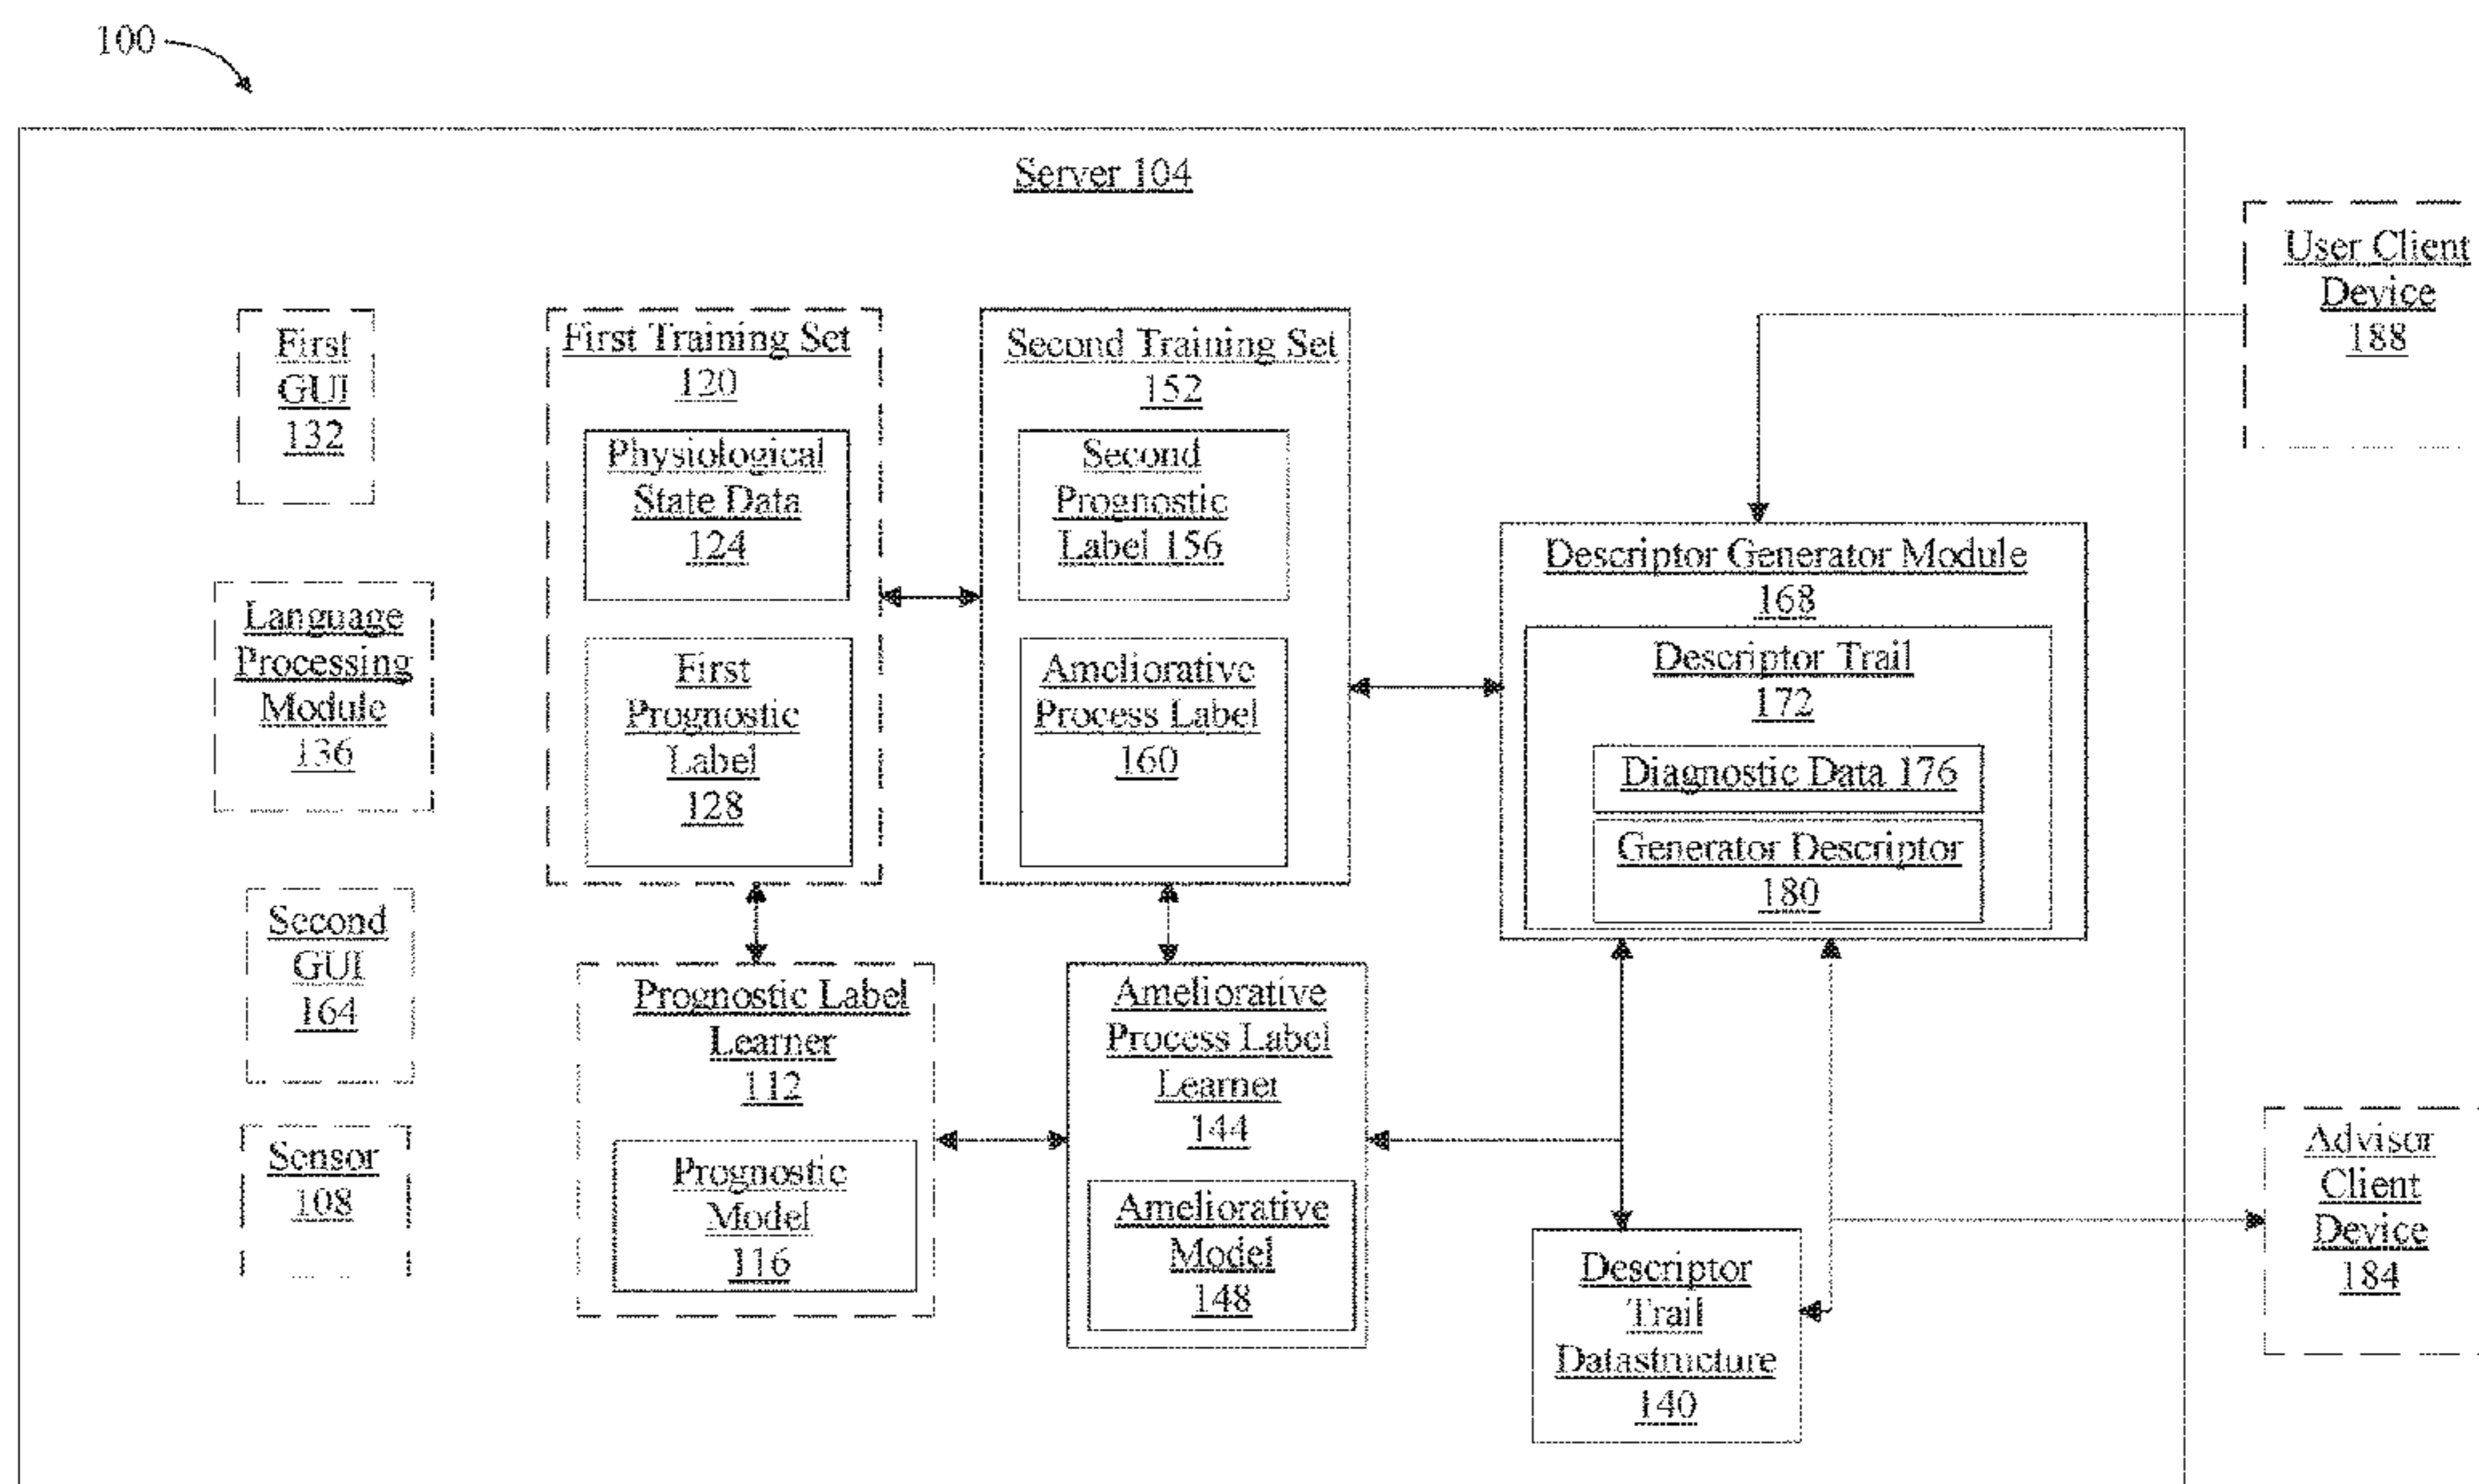 100
Server 104
User Client
Device
188
First
GUI
132
First Training Set
120
Physiological
State Data
124
First
Prognostic
Label
128
Second Training Set
152
Second
Prognostic
Label 156
Ameliorative
Process Label
160
Descriptor Generator Module
168
Descriptor Trail
172
Diagnostic Data 176
Generator Descriptor
180
Language
Processing
Module
136
Second
GUI
164
Sensor
108
Prognostic Label
Learner
112
Prognostic
Model
116
Ameliorative
Process Label
Learner
144
Ameliorative
Model
148
Descriptor
Trail
Datastructure
140
Advisor
Client
Device
184